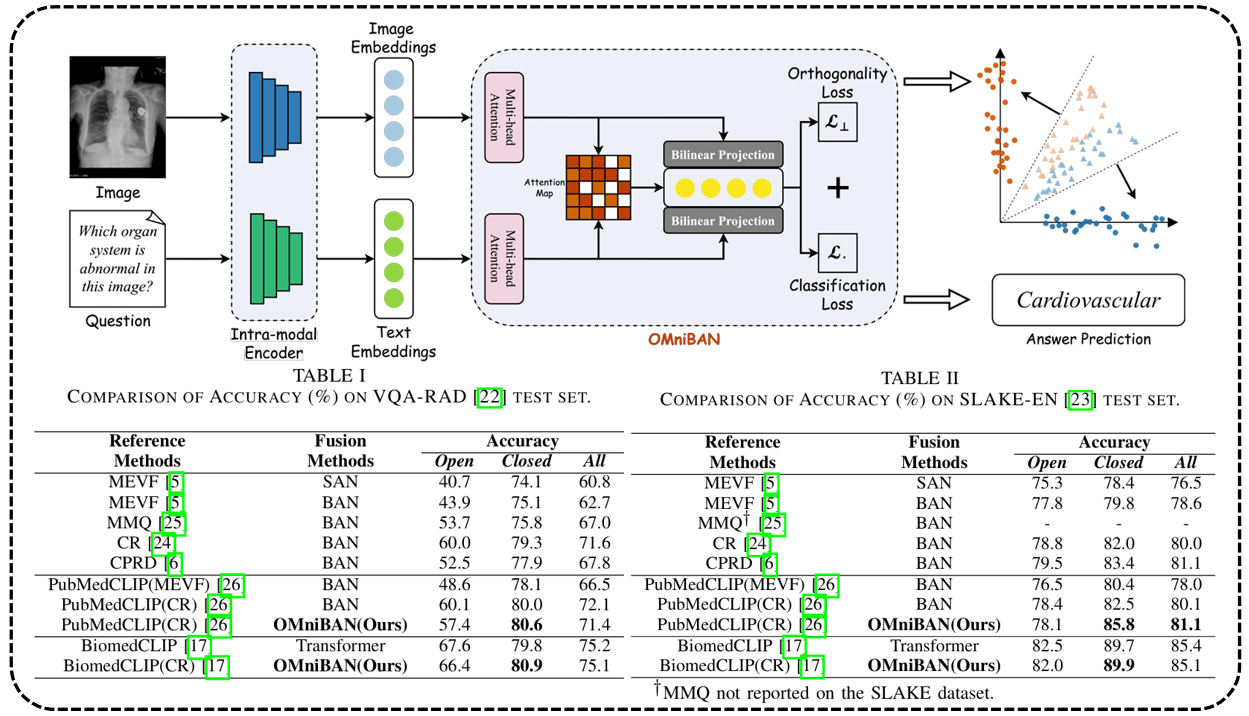 Image
Embeddings
Image
Which organ
system is
abnormal in
this image?
Question
Intra-modal
Encoder
Text
Embeddings
Multi-head
Attention
Multi-head
Attention
Attention
Map
Bilinear Projection
Bilinear Projection
Orthogonality
Loss
ℒ⊥
+
ℒ.
Classification
Loss
OMniBAN
Cardiovascular
Answer Prediction
TABLE I
COMPARISON OF ACCURACY (%) ON VQA-RAD [22] TEST SET.
Reference Fusion Accuracy
Methods Methods Open Closed All
MEVF [5] SAN 40.7 74.1 60.8
MEVF [5] BAN 43.9 75.1 62.7
MMQ [25] BAN 53.7 75.8 67.0
CR [24] BAN 60.0 79.3 71.6
CPRD [6] BAN 52.5 77.9 67.8
PubMedCLIP(MEVF) [26] BAN 48.6 78.1 66.5
PubMedCLIP(CR) [26] BAN 60.1 80.0 72.1
PubMedCLIP(CR) [26] OMniBAN(Ours) 57.4 80.6 71.4
BiomedCLIP [17] Transformer 67.6 79.8 75.2
BiomedCLIP(CR) [17] OMniBAN(Ours) 66.4 80.9 75.1
TABLE II
COMPARISON OF ACCURACY (%) ON SLAKE-EN [23] TEST SET.
Reference Fusion Accuracy
Methods Methods Open Closed All
MEVF [5] SAN 75.3 78.4 76.5
MEVF [5] BAN 77.8 79.8 78.6
MMQ† [25] BAN - - -
CR [24] BAN 78.8 82.0 80.0
CPRD [6] BAN 79.5 83.4 81.1
PubMedCLIP(MEVF) [26] BAN 76.5 80.4 78.0
PubMedCLIP(CR) [26] BAN 78.4 82.5 80.1
PubMedCLIP(CR) [26] OMniBAN(Ours) 78.1 85.8 81.1
BiomedCLIP [17] Transformer 82.5 89.7 85.4
BiomedCLIP(CR) [17] OMniBAN(Ours) 82.0 89.9 85.1
†MMQ not reported on the SLAKE dataset.